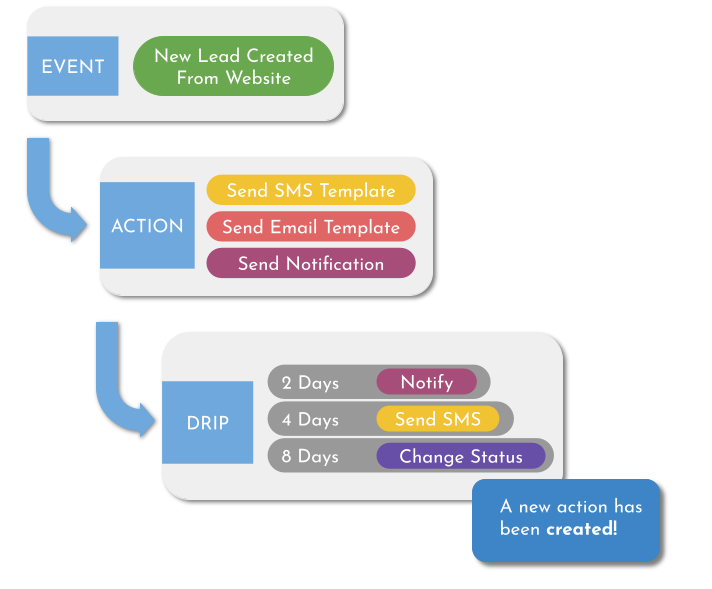 EVENT
New Lead Created
From Website
ACTION
Send SMS Template
Send Email Template
Send Notification
DRIP
2 Days Notify
4 Days Send SMS
8 Days Change Status
A new action has
been created!